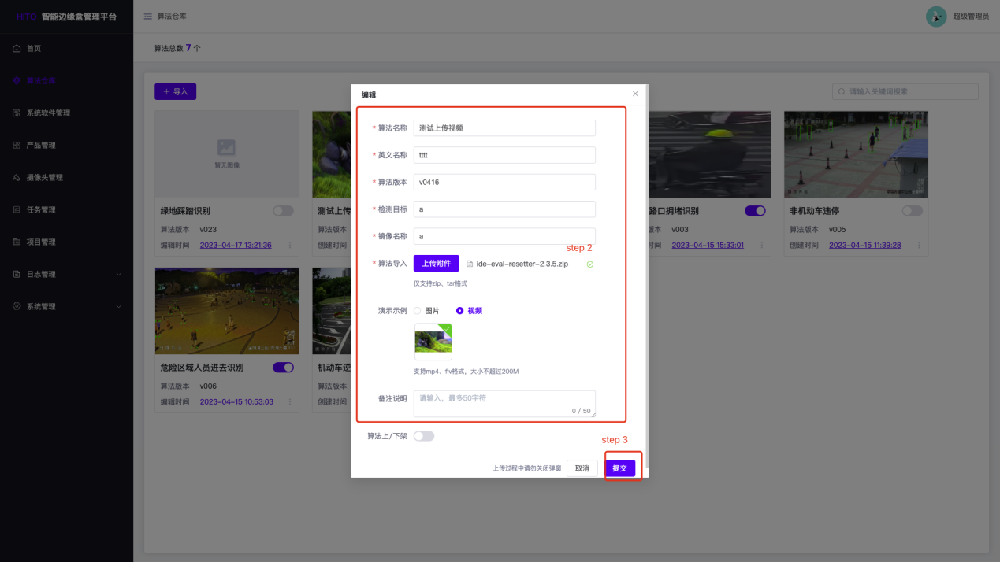 HITO 智能边缘盒管理平台
算法仓库
超级管理员
首页
算法仓库
系统软件管理
产品管理
摄像头管理
任务管理
项目管理
日志管理
系统管理
算法总数 7 个
+ 导入
请输入关键词搜索
暂无图像
绿地踩踏识别
算法版本 v023
编辑时间 2023-04-17 13:21:36
测试上传
算法版本
创建时间
路口拥堵识别
版本 v003
时间 2023-04-15 15:33:01
非机动车违停
算法版本 v005
创建时间 2023-04-15 11:39:28
危险区域人员进去识别
算法版本 v006
编辑时间 2023-04-15 10:53:03
机动车逆
算法版本
创建时间
编辑
* 算法名称 测试上传视频
* 英文名称 tttt
* 算法版本 v0416
* 检测目标 a
* 镜像名称 a
step 2
* 算法导入 上传附件 ide-eval-resetter-2.3.5.zip
仅支持zip、tar格式
演示示例 图片 视频
支持mp4、flv格式，大小不超过200M
备注说明 请输入，最多50字符
0 / 50
算法上/下架
step 3
上传过程中请勿关闭弹窗 取消 提交